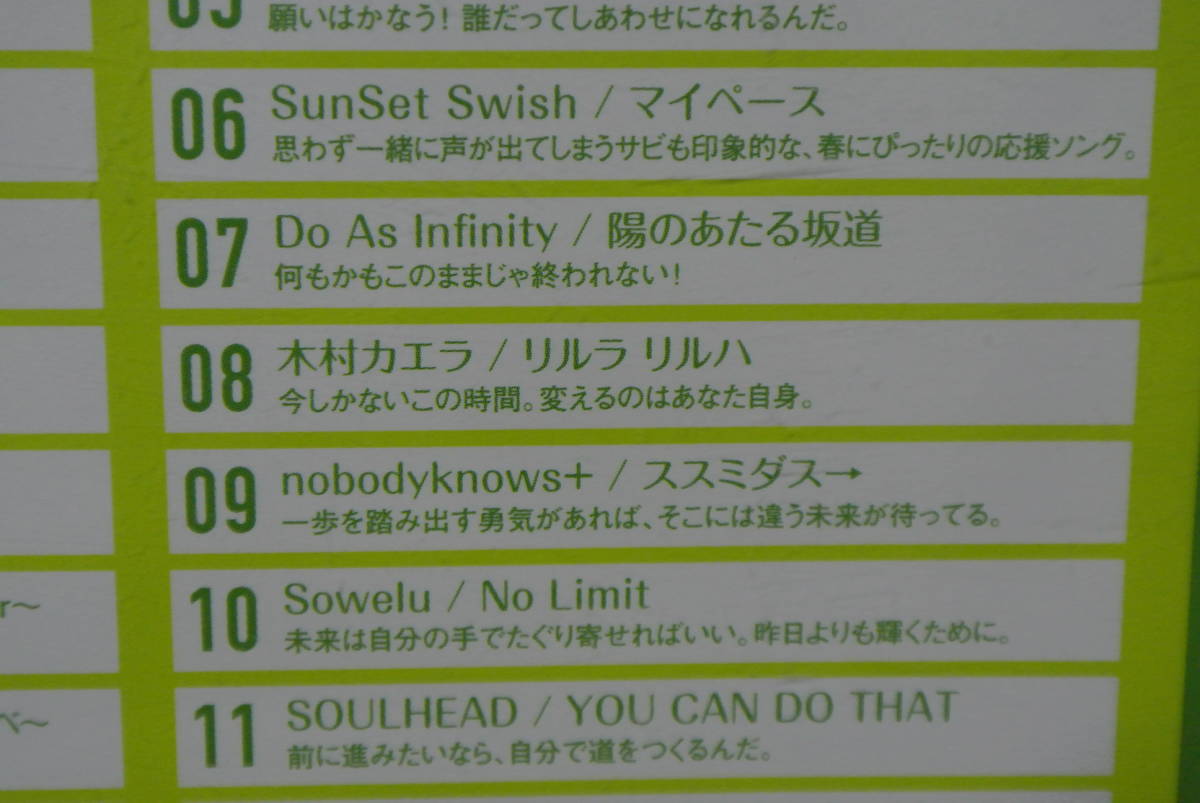 05
願いはかなう! 誰だってしあわせになれるんだ。
06 SunSet Swish / マイペース
思わず一緒に声が出てしまうサビも印象的な、春にぴったりの応援ソング。
07 Do As Infinity / 陽のあたる坂道
何もかもこのままじゃ終われない!
08 木村カエラ / リルラ リルハ
今しかないこの時間。変えるのはあなた自身。
09 nobodyknows+ / ススミダス→
一歩を踏み出す勇気があれば、そこには違う未来が待ってる。
r〜
10 Sowelu / No Limit
未来は自分の手でたぐり寄せればいい。昨日よりも輝くために。
べ〜
11 SOULHEAD / YOU CAN DO THAT
前に進みたいなら、自分で道をつくるんだ。